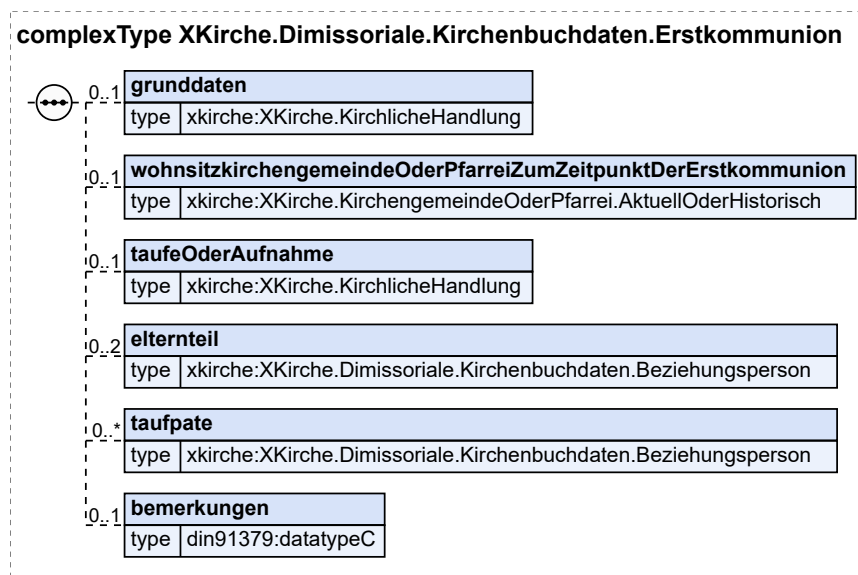 complexType XKirche.Dimissoriale.Kirchenbuchdaten.Erstkommunion
0..1 grunddaten
type xkirche:XKirche.KirchlicheHandlung
0..1 wohnsitzkirchengemeindeOderPfarreiZumZeitpunktDerErstkommunion
type xkirche:XKirche.KirchengemeindeOderPfarrei.AktuellOderHistorisch
0..1 taufeOderAufnahme
type xkirche:XKirche.KirchlicheHandlung
0..2 elternteil
type xkirche:XKirche.Dimissoriale.Kirchenbuchdaten.Beziehungsperson
0..* taufpate
type xkirche:XKirche.Dimissoriale.Kirchenbuchdaten.Beziehungsperson
0..1 bemerkungen
type din91379:datatypeC